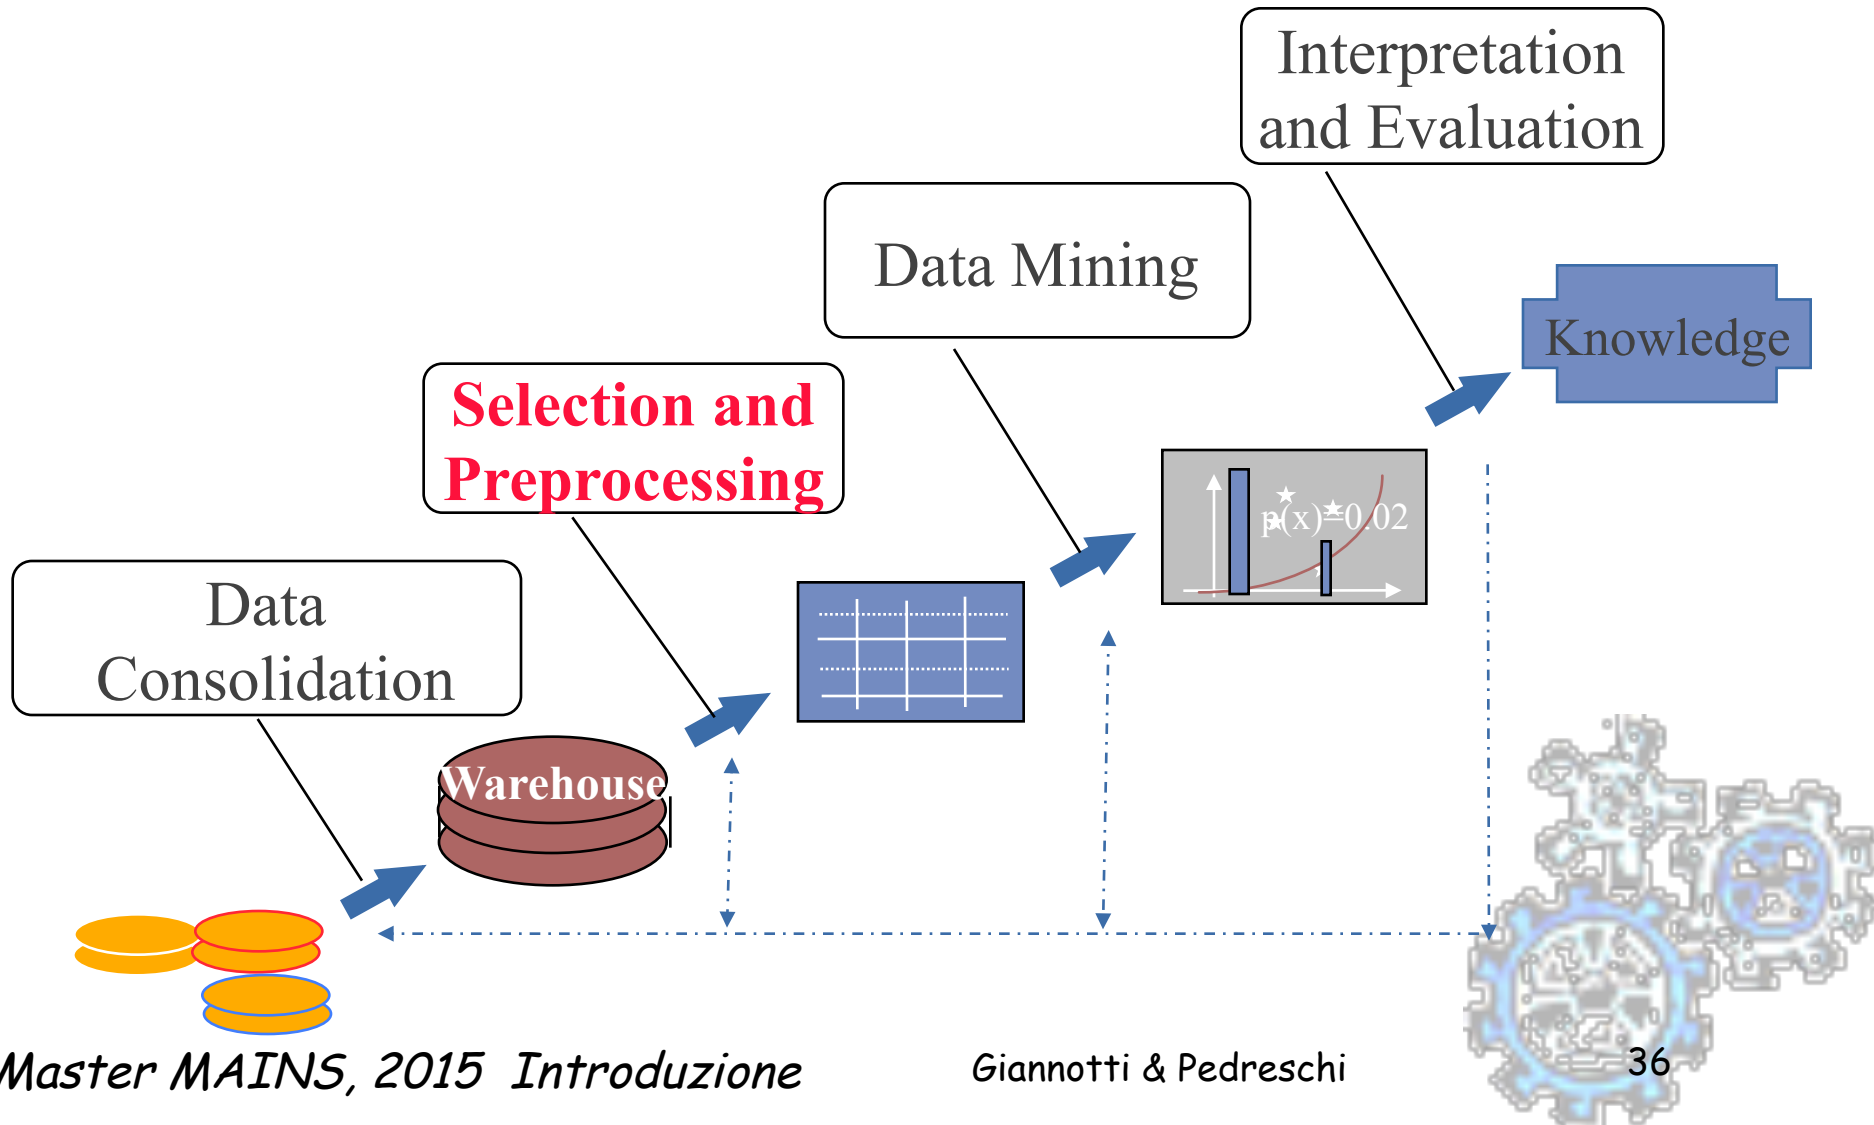 Interpretation
and Evaluation
Data Mining
Knowledge
Selection and
Preprocessing
p(x)=0.02
Data
Consolidation
Warehouse
Master MAINS, 2015 Introduzione
Giannotti & Pedreschi
36